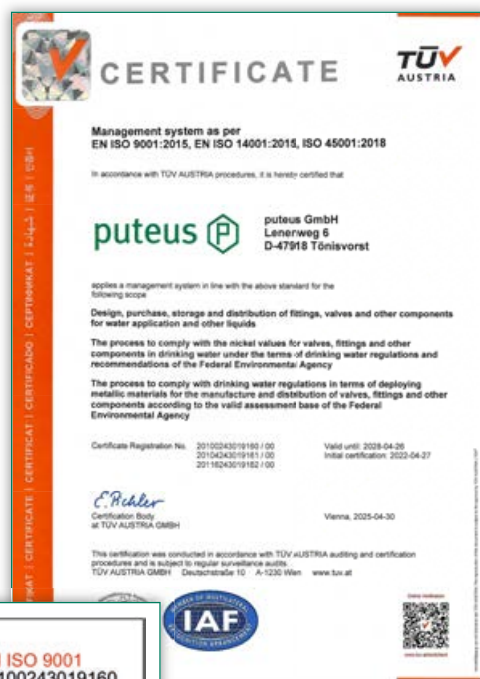 CERTIFICATE
TÜV
AUSTRIA
Management system as per
EN ISO 9001:2015, EN ISO 14001:2015, ISO 45001:2018
In accordance with TÜV AUSTRIA procedures, it is hereby certified that
puteus P
puteus GmbH
Lenenweg 6
D-47918 Tönisvorst
applies a management system in line with the above standard for the
following scope
Design, purchase, storage and distribution of fittings, valves and other components
for water application and other liquids
The process to comply with the nickel values for valves, fittings and other
components in drinking water under the terms of drinking water regulations and
recommendations of the Federal Environmental Agency
The process to comply with drinking water regulations in terms of deploying
metallic materials for the manufacture and distribution of valves, fittings and other
components according to the valid assessment base of the Federal
Environmental Agency
Certificate Registration No. 20100243019160 / 00
20104243019161 / 00
20116243019162 / 00
Valid until: 2028-04-26
Initial certification: 2022-04-27
Certification Body
at TÜV AUSTRIA GMBH
Vienna, 2025-04-30
This certification was conducted in accordance with TÜV AUSTRIA auditing and certification
procedures and is subject to regular surveillance audits.
TÜV AUSTRIA GMBH Deutschstraße 10 A-1230 Wien www.tuv.at
IAF
CERTIFICATE | CERTIFICAT | CERTIFICADO | СЕРТИФИКАТ
ISO 9001